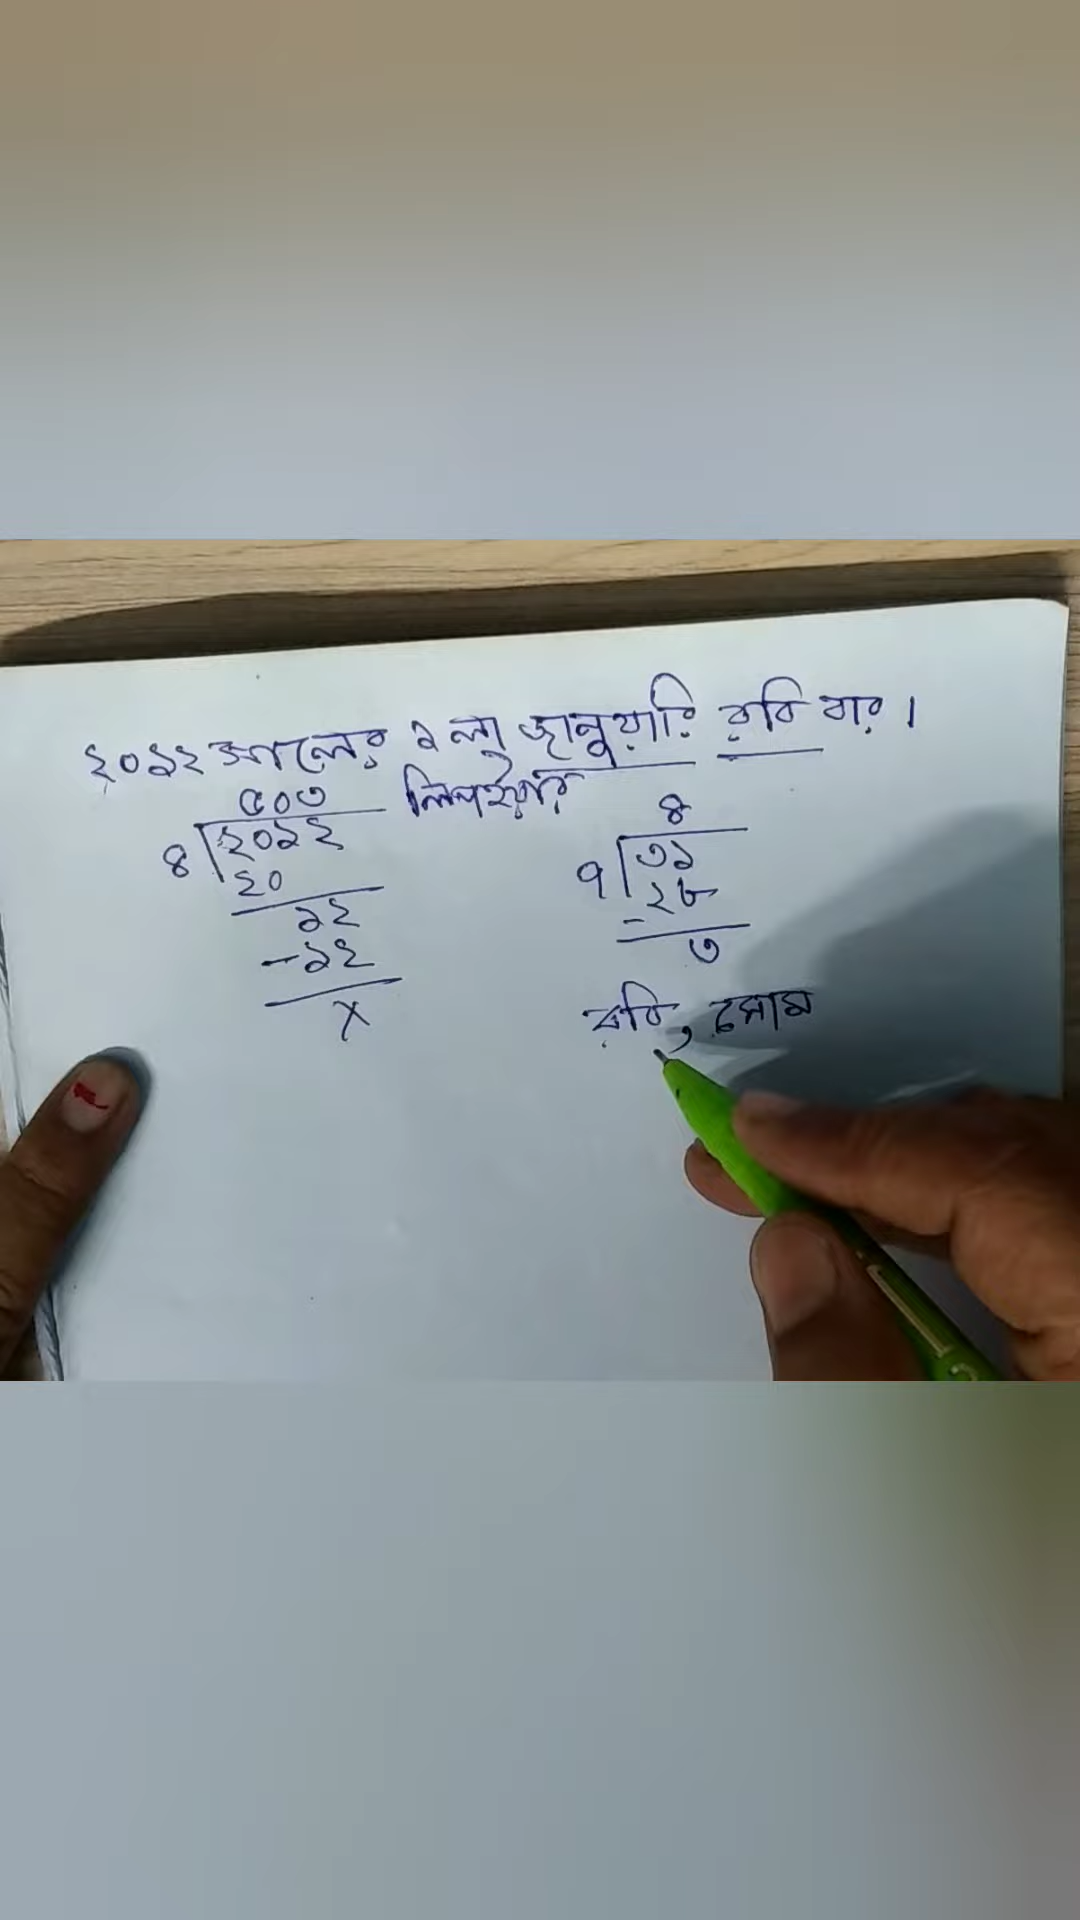 ২০১২ সালের ১লা জানুয়ারি রবি বার ।
৫০৩ লিপইয়ার
৪ ২০১২
২০
১২
-১২
x
৪
৭ ৩১
- ২৮
৩
রবি, সোম